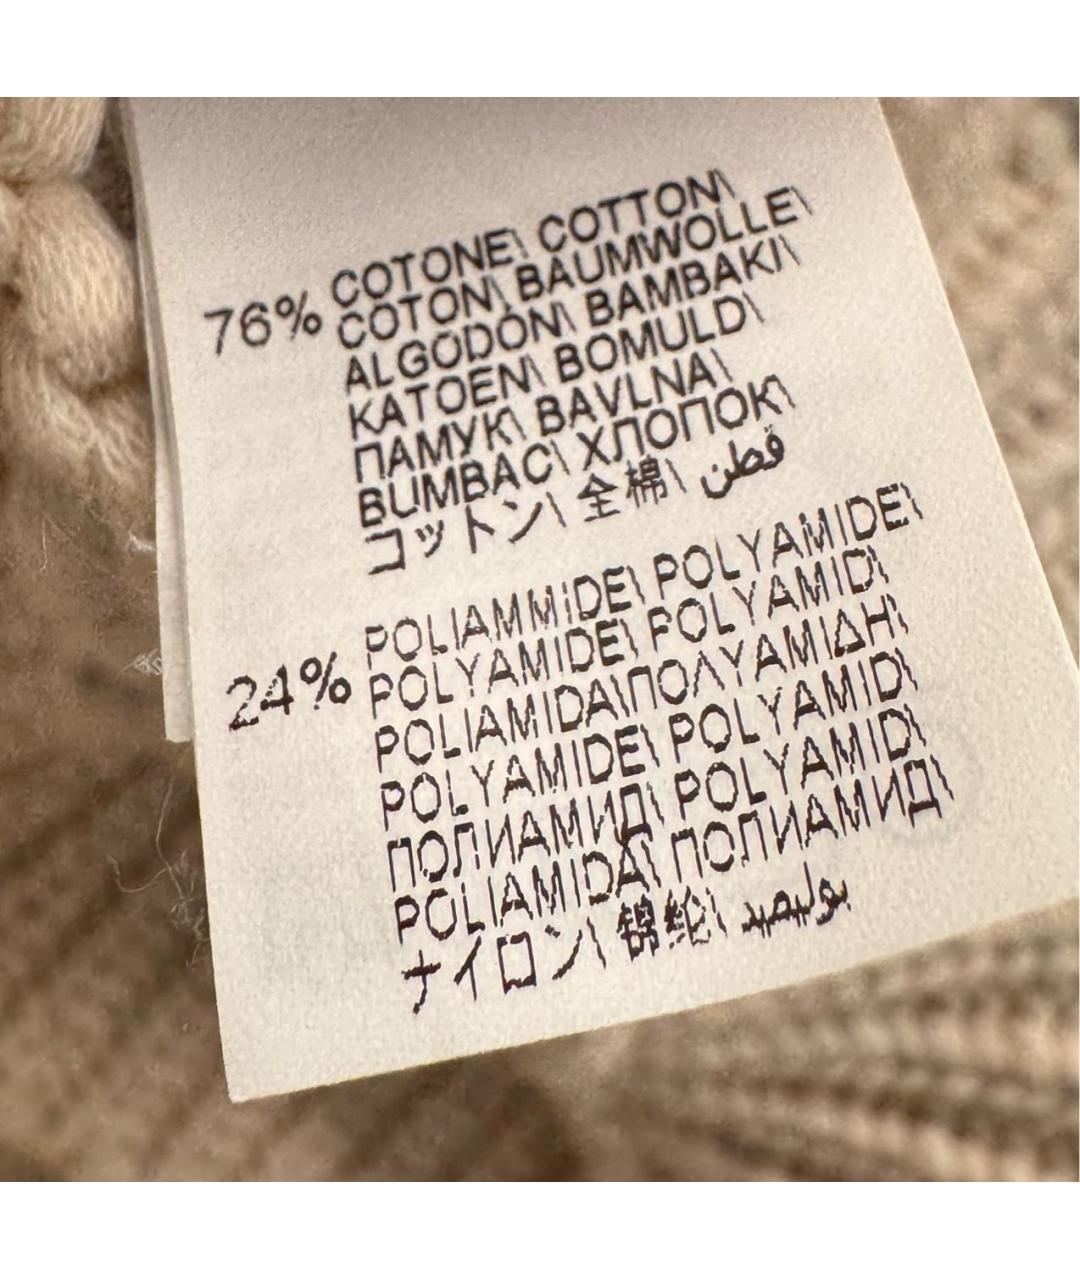 76% COTONE\ COTTON\
COTON\ BAUMWOLLE\
ALGODÓN\ BAMBAKI\
KATOEN\ BOMULD\
ПАМУК\ BAVLNA\
BUMBAC\ ХЛОПОК\
コットン\ 全棉\ قطن
24% POLIAMMIDE\ POLYAMIDE\
POLYAMIDE\ POLYAMID\
POLIAMIDA\ΠΟΛΥΑΜΙΔΗ\
POLYAMIDE\ POLYAMID\
ПОЛИАМИД\ POLYAMID\
POLIAMIDA\ ПОЛИАМИД\
ナイロン\ 锦纶\